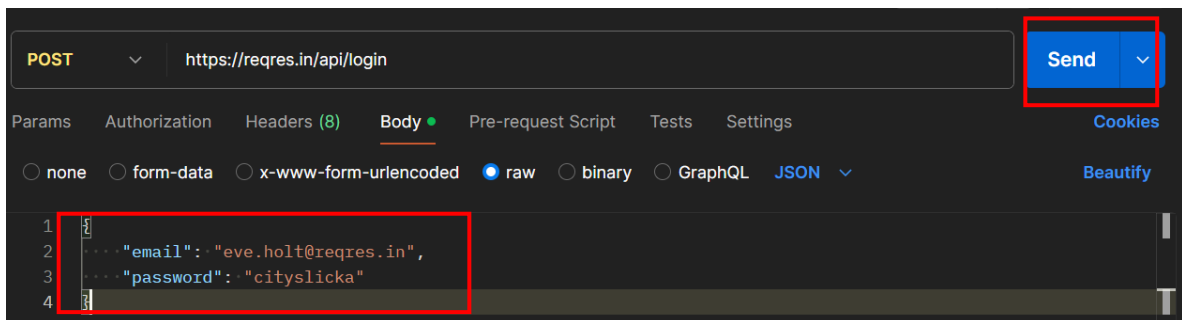 POST https://reqres.in/api/login Send
Params Authorization Headers (8) Body Pre-request Script Tests Settings Cookies
none form-data x-www-form-urlencoded raw binary GraphQL JSON Beautify
1 {
2 "email": "eve.holt@reqres.in",
3 "password": "cityslicka"
4 }